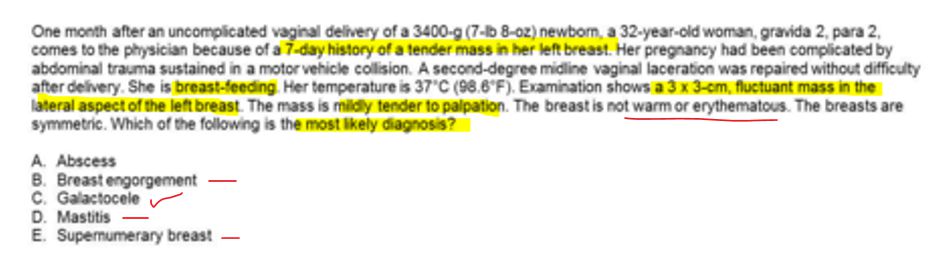 One month after an uncomplicated vaginal delivery of a 3400-g (7-lb 8-oz) newborn, a 32-year-old woman, gravida 2, para 2,
comes to the physician because of a 7-day history of a tender mass in her left breast. Her pregnancy had been complicated by
abdominal trauma sustained in a motor vehicle collision. A second-degree midline vaginal laceration was repaired without difficulty
after delivery. She is breast-feeding. Her temperature is 37°C (98.6°F). Examination shows a 3 x 3-cm, fluctuant mass in the
lateral aspect of the left breast. The mass is mildly tender to palpation. The breast is not warm or erythematous. The breasts are
symmetric. Which of the following is the most likely diagnosis?
A. Abscess
B. Breast engorgement
C. Galactocele
D. Mastitis
E. Supernumerary breast